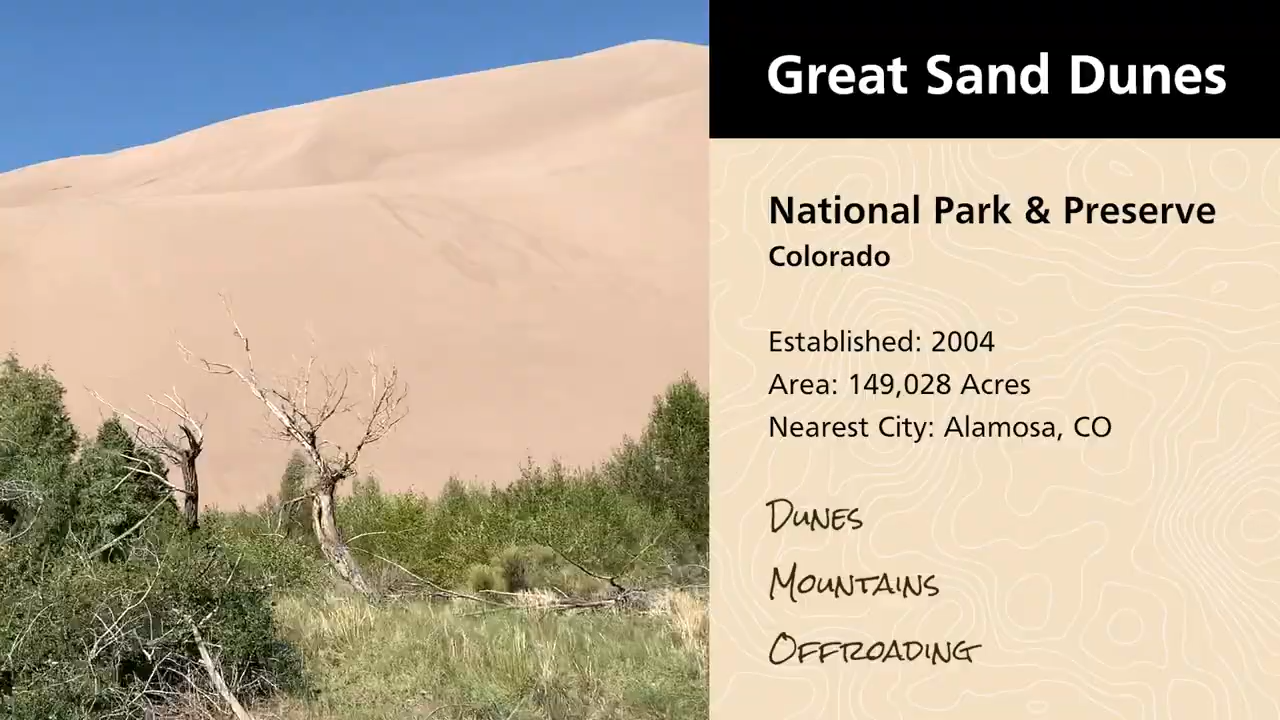 Great Sand Dunes
National Park & Preserve
Colorado
Established: 2004
Area: 149,028 Acres
Nearest City: Alamosa, CO
Dunes
Mountains
Offroading